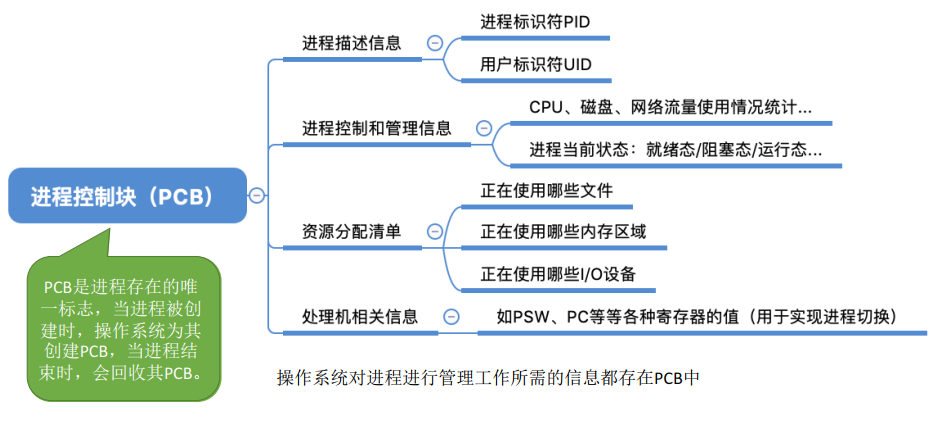 进程控制块（PCB）
PCB是进程存在的唯
一标志，当进程被创
建时，操作系统为其
创建PCB，当进程结
束时，会回收其PCB。
进程描述信息
进程标识符PID
用户标识符UID
进程控制和管理信息
CPU、磁盘、网络流量使用情况统计...
进程当前状态：就绪态/阻塞态/运行态...
资源分配清单
正在使用哪些文件
正在使用哪些内存区域
正在使用哪些I/O设备
处理机相关信息
如PSW、PC等等各种寄存器的值（用于实现进程切换）
操作系统对进程进行管理工作所需的信息都存在PCB中